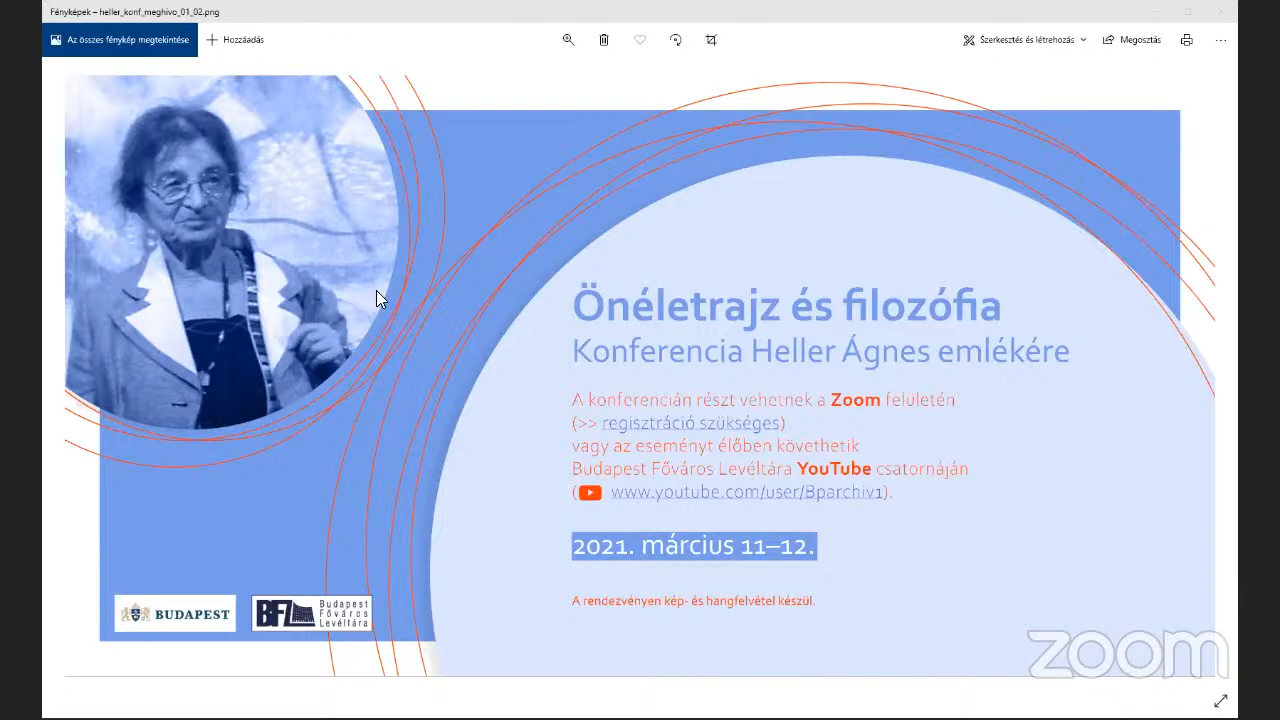 Fényképek – heller_konf_meghivo_01_02.png
Az összes fénykép megtekintése
Hozzáadás
Szerkesztés és létrehozás
Megosztás
Önéletrajz és filozófia
Konferencia Heller Ágnes emlékére
A konferencián részt vehetnek a Zoom felületén
(>> regisztráció szükséges)
vagy az eseményt élőben követhetik
Budapest Főváros Levéltára YouTube csatornáján
( www.youtube.com/user/Bparchiv1).
2021. március 11–12.
A rendezvényen kép- és hangfelvétel készül.
BUDAPEST
BFL
Budapest
Főváros
Levéltára
zoom